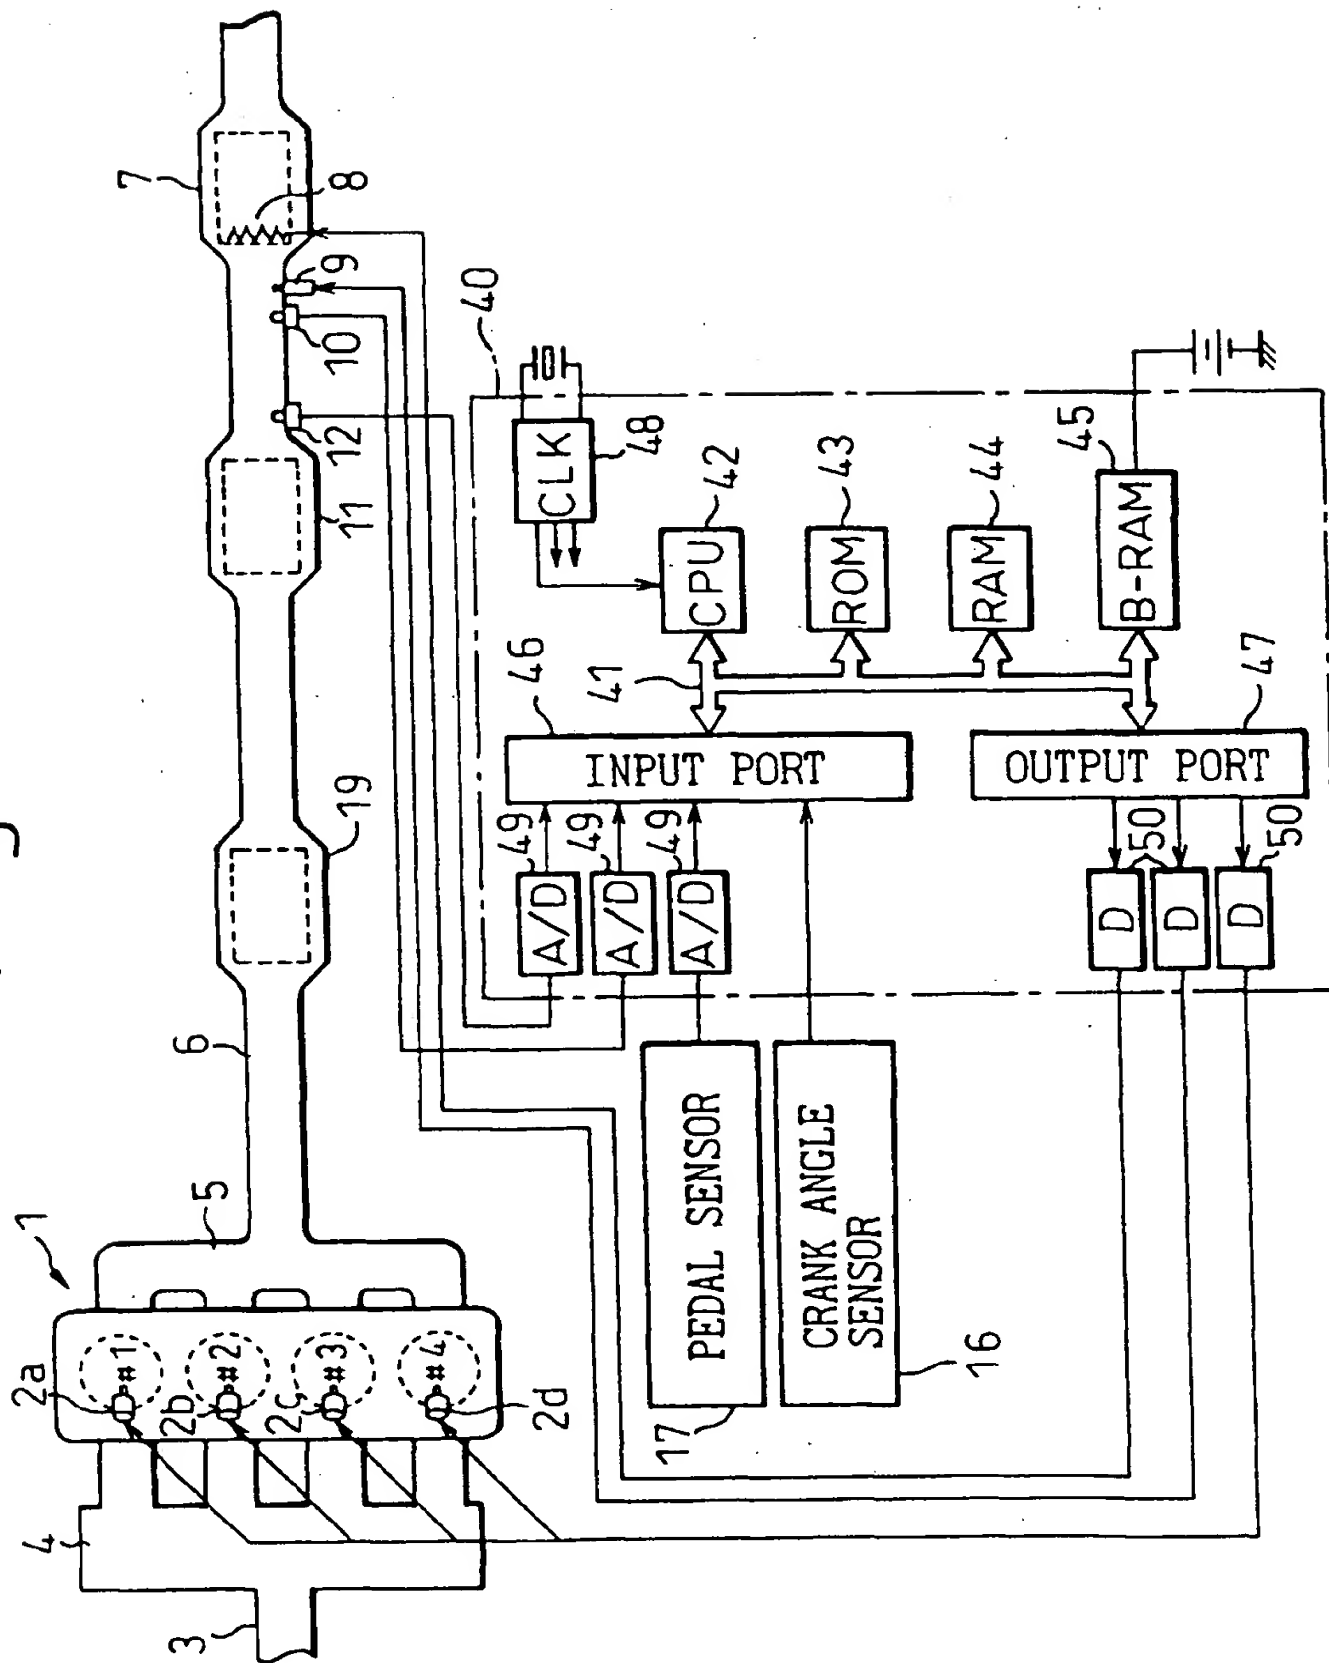 1
2a
2b
2c
2d
#1
#2
#3
#4
3
4
5
6
19
11
12
10
9
8
7
40
CLK
48
CPU
42
ROM
43
RAM
44
B-RAM
45
41
46
INPUT PORT
47
OUTPUT PORT
A/D
49
A/D
49
A/D
49
D
D
D
50
50
PEDAL SENSOR
17
CRANK ANGLE
SENSOR
16